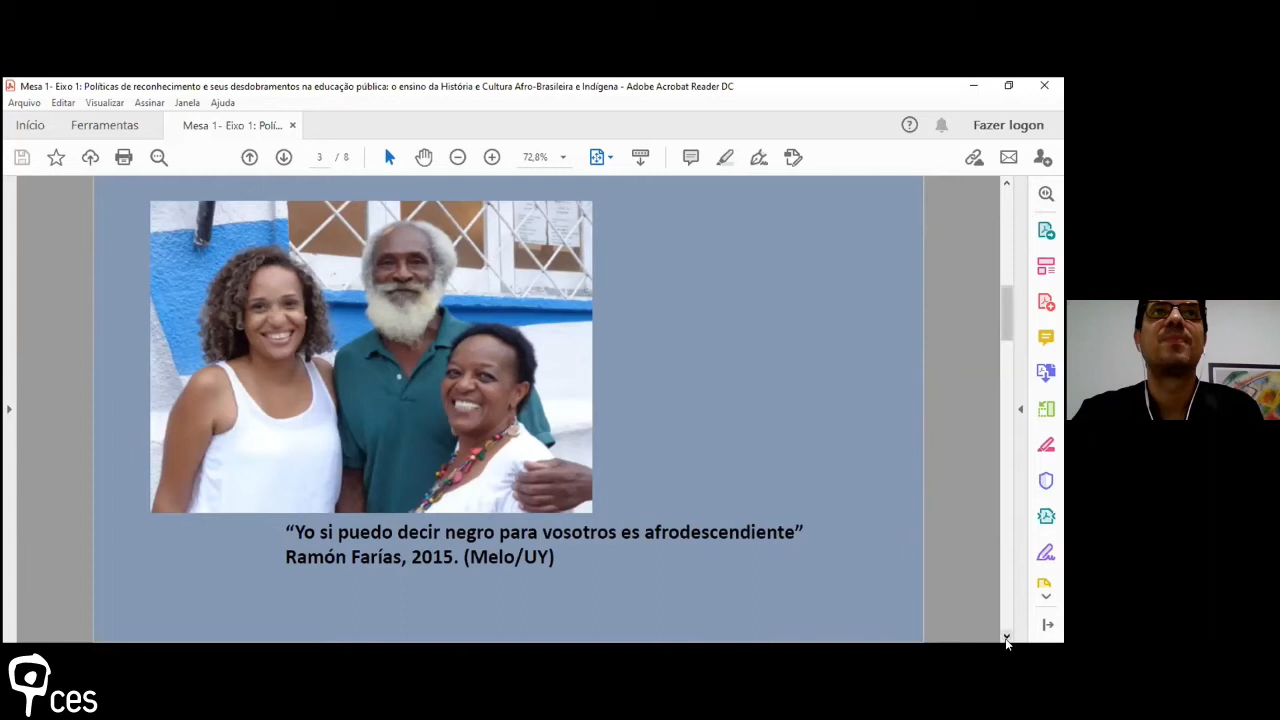 Mesa 1- Eixo 1: Políticas de reconhecimento e seus desdobramentos na educação pública: o ensino da História e Cultura Afro-Brasileira e Indígena - Adobe Acrobat Reader DC
Arquivo Editar Visualizar Assinar Janela Ajuda
Início Ferramentas Mesa 1- Eixo 1: Polí... × Fazer logon
3 / 8 72,8%
“Yo si puedo decir negro para vosotros es afrodescendiente”
Ramón Farías, 2015. (Melo/UY)
ces